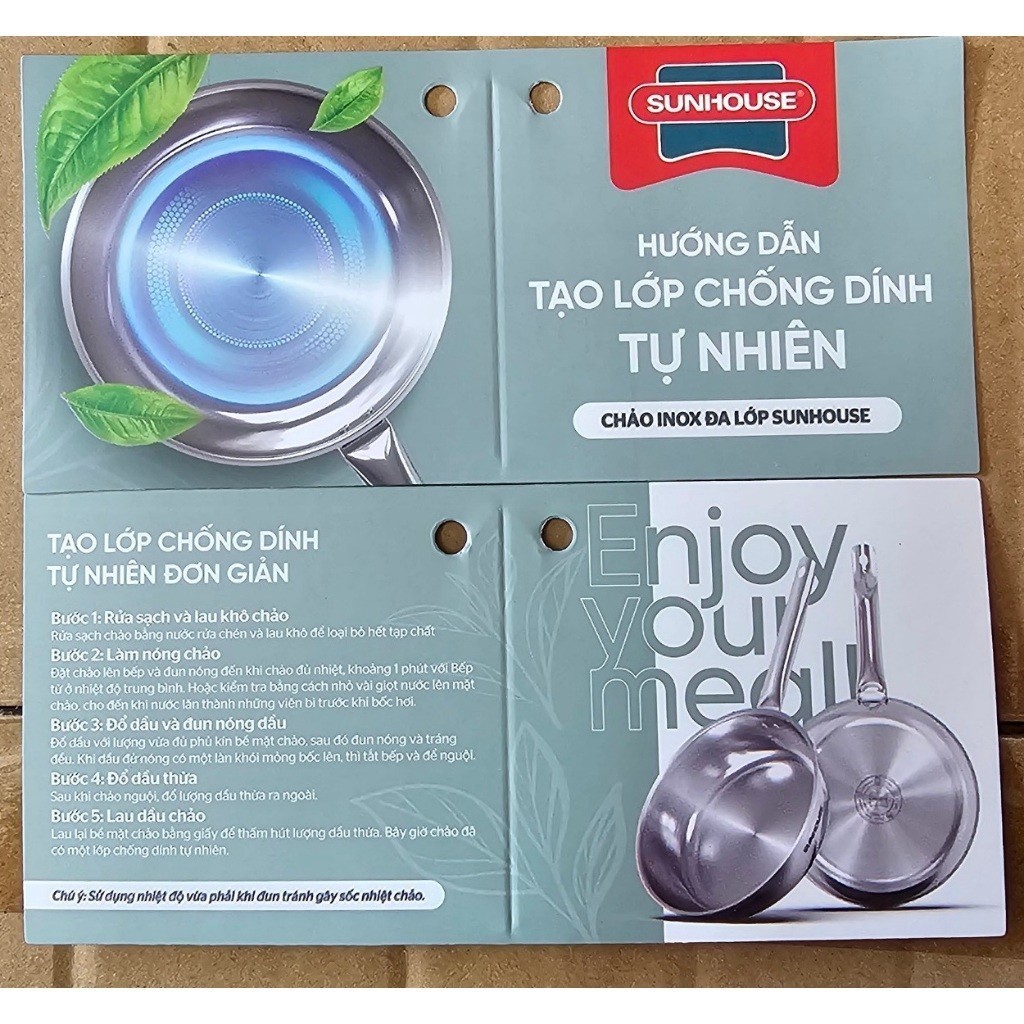 SUNHOUSE®
HƯỚNG DẪN
TẠO LỚP CHỐNG DÍNH
TỰ NHIÊN
CHẢO INOX ĐA LỚP SUNHOUSE
TẠO LỚP CHỐNG DÍNH
TỰ NHIÊN ĐƠN GIẢN
Bước 1: Rửa sạch và lau khô chảo
Rửa sạch chảo bằng nước rửa chén và lau khô để loại bỏ hết tạp chất
Bước 2: Làm nóng chảo
Đặt chảo lên bếp và đun nóng đến khi chảo đủ nhiệt, khoảng 1 phút với Bếp
từ ở nhiệt độ trung bình. Hoặc kiểm tra bằng cách nhỏ vài giọt nước lên mặt
chảo, cho đến khi nước lăn thành những viên bi trước khi bốc hơi.
Bước 3: Đổ dầu và đun nóng dầu
Đổ dầu với lượng vừa đủ phủ kín bề mặt chảo, sau đó đun nóng và tráng
đều. Khi dầu đủ nóng có một làn khói mỏng bốc lên, thì tắt bếp và để nguội.
Bước 4: Đổ dầu thừa
Sau khi chảo nguội, đổ lượng dầu thừa ra ngoài.
Bước 5: Lau dầu chảo
Lau lại bề mặt chảo bằng giấy để thấm hút lượng dầu thừa. Bây giờ chảo đã
có một lớp chống dính tự nhiên.
Chú ý: Sử dụng nhiệt độ vừa phải khi đun tránh gây sốc nhiệt chảo.
Enjoy
your
meal!